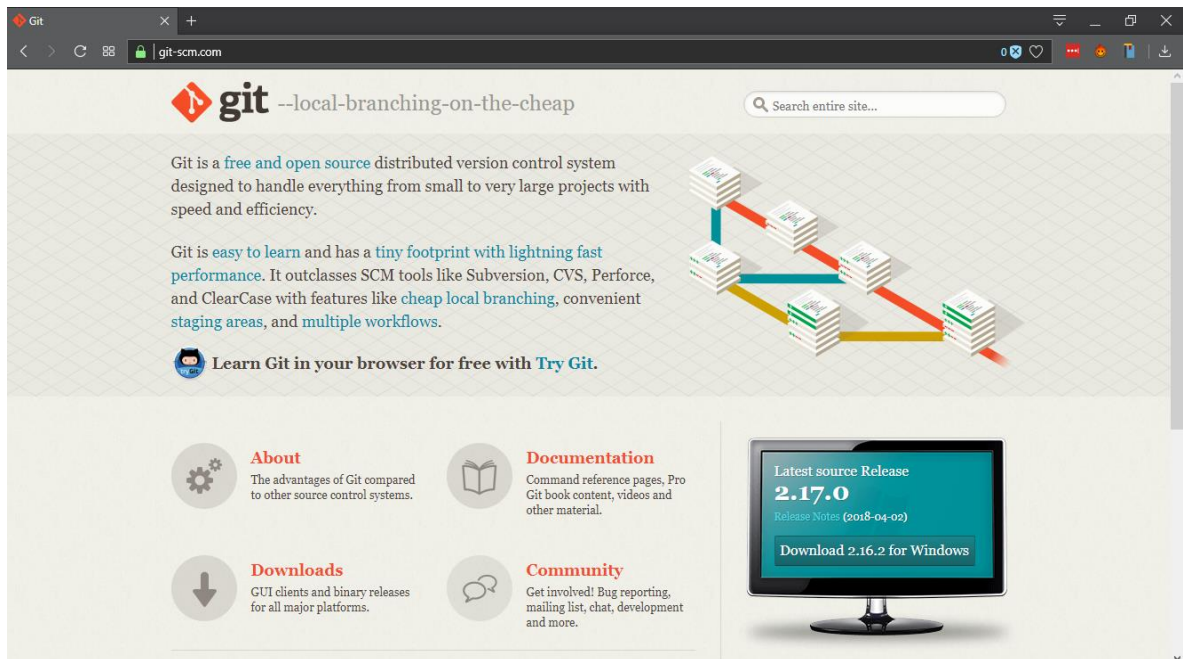 Git
git-scm.com
0
git --local-branching-on-the-cheap
Search entire site...
Git is a free and open source distributed version control system
designed to handle everything from small to very large projects with
speed and efficiency.
Git is easy to learn and has a tiny footprint with lightning fast
performance. It outclasses SCM tools like Subversion, CVS, Perforce,
and ClearCase with features like cheap local branching, convenient
staging areas, and multiple workflows.
Learn Git in your browser for free with Try Git.
About
The advantages of Git compared
to other source control systems.
Documentation
Command reference pages, Pro
Git book content, videos and
other material.
Downloads
GUI clients and binary releases
for all major platforms.
Community
Get involved! Bug reporting,
mailing list, chat, development
and more.
Latest source Release
2.17.0
Release Notes (2018-04-02)
Download 2.16.2 for Windows